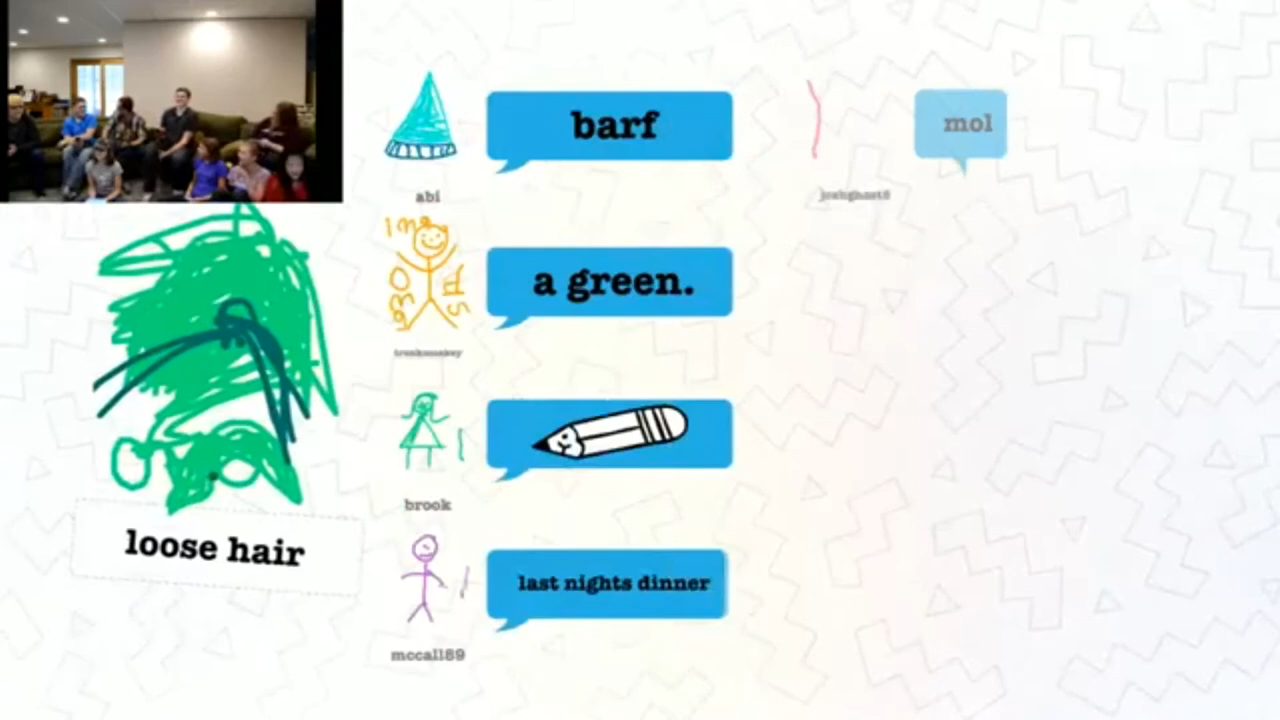 barf
abi
mol
a green.
brook
last nights dinner
mccall89
loose hair